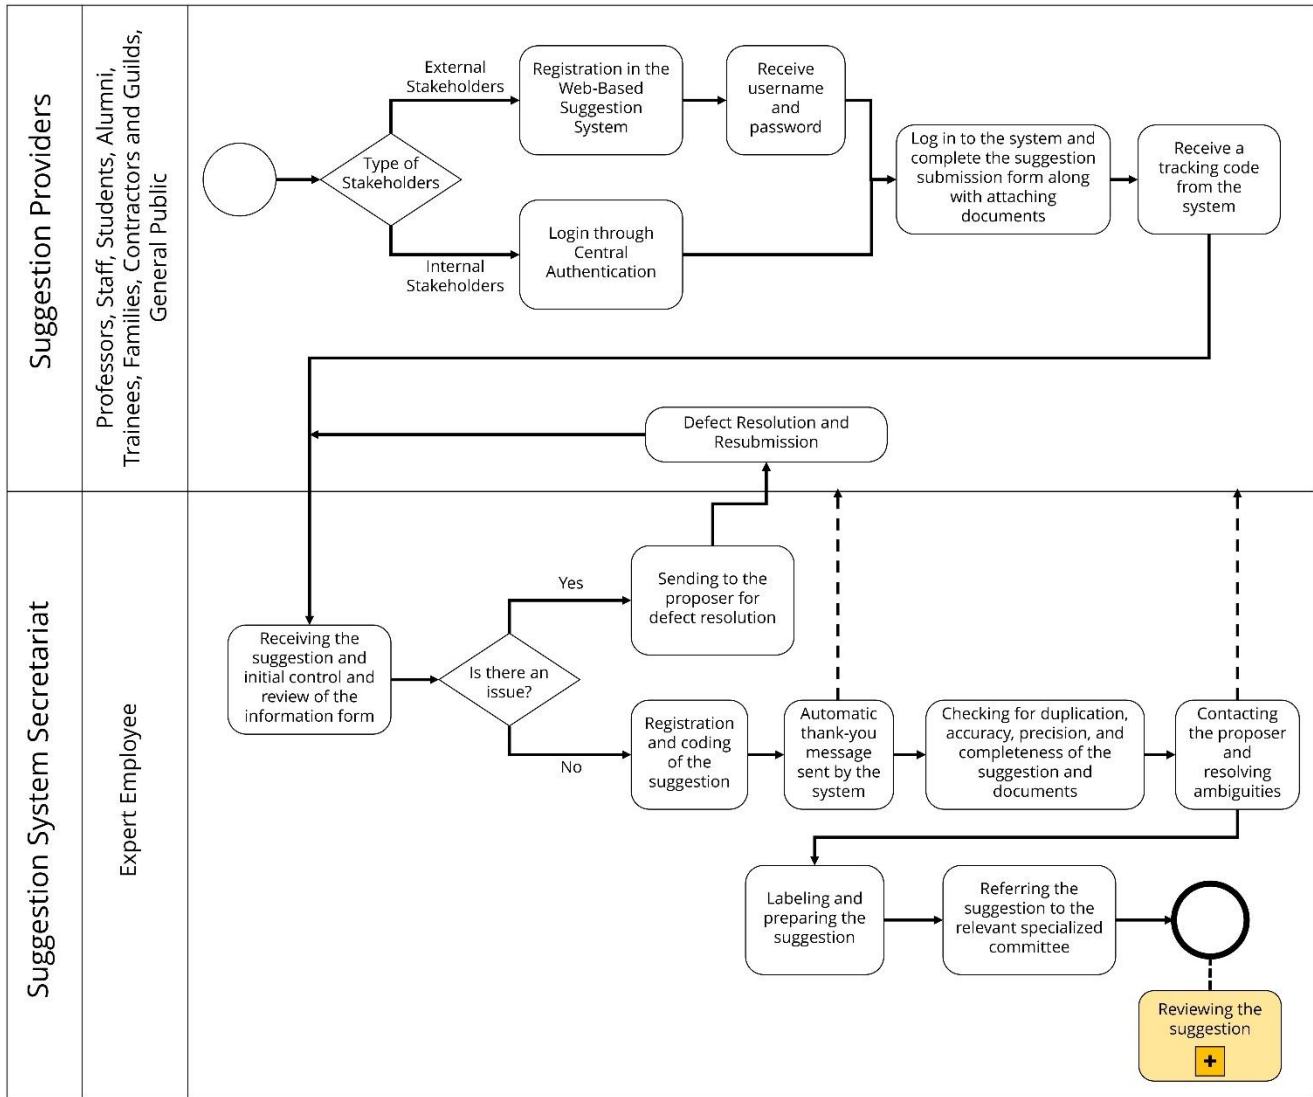 Suggestion Providers
Professors, Staff, Students, Alumni,
Trainees, Families, Contractors and Guilds,
General Public
External
Stakeholders
Registration in the
Web-Based
Suggestion
System
Receive
username
and
password
Type of
Stakeholders
Log in to the system and
complete the suggestion
submission form along
with attaching
documents
Receive a
tracking code
from the
system
Internal
Stakeholders
Login through
Central
Authentication
Defect Resolution and
Resubmission
Suggestion System Secretariat
Expert Employee
Receiving the
suggestion and
initial control and
review of the
information form
Is there an
issue?
Yes
Sending to the
proposer for
defect resolution
No
Registration
and coding
of the
suggestion
Automatic
thank-you
message
sent by the
system
Checking for duplication,
accuracy, precision, and
completeness of the
suggestion and
documents
Contacting
the proposer
and
resolving
ambiguities
Labeling and
preparing the
suggestion
Referring the
suggestion to the
relevant specialized
committee
Reviewing the
suggestion